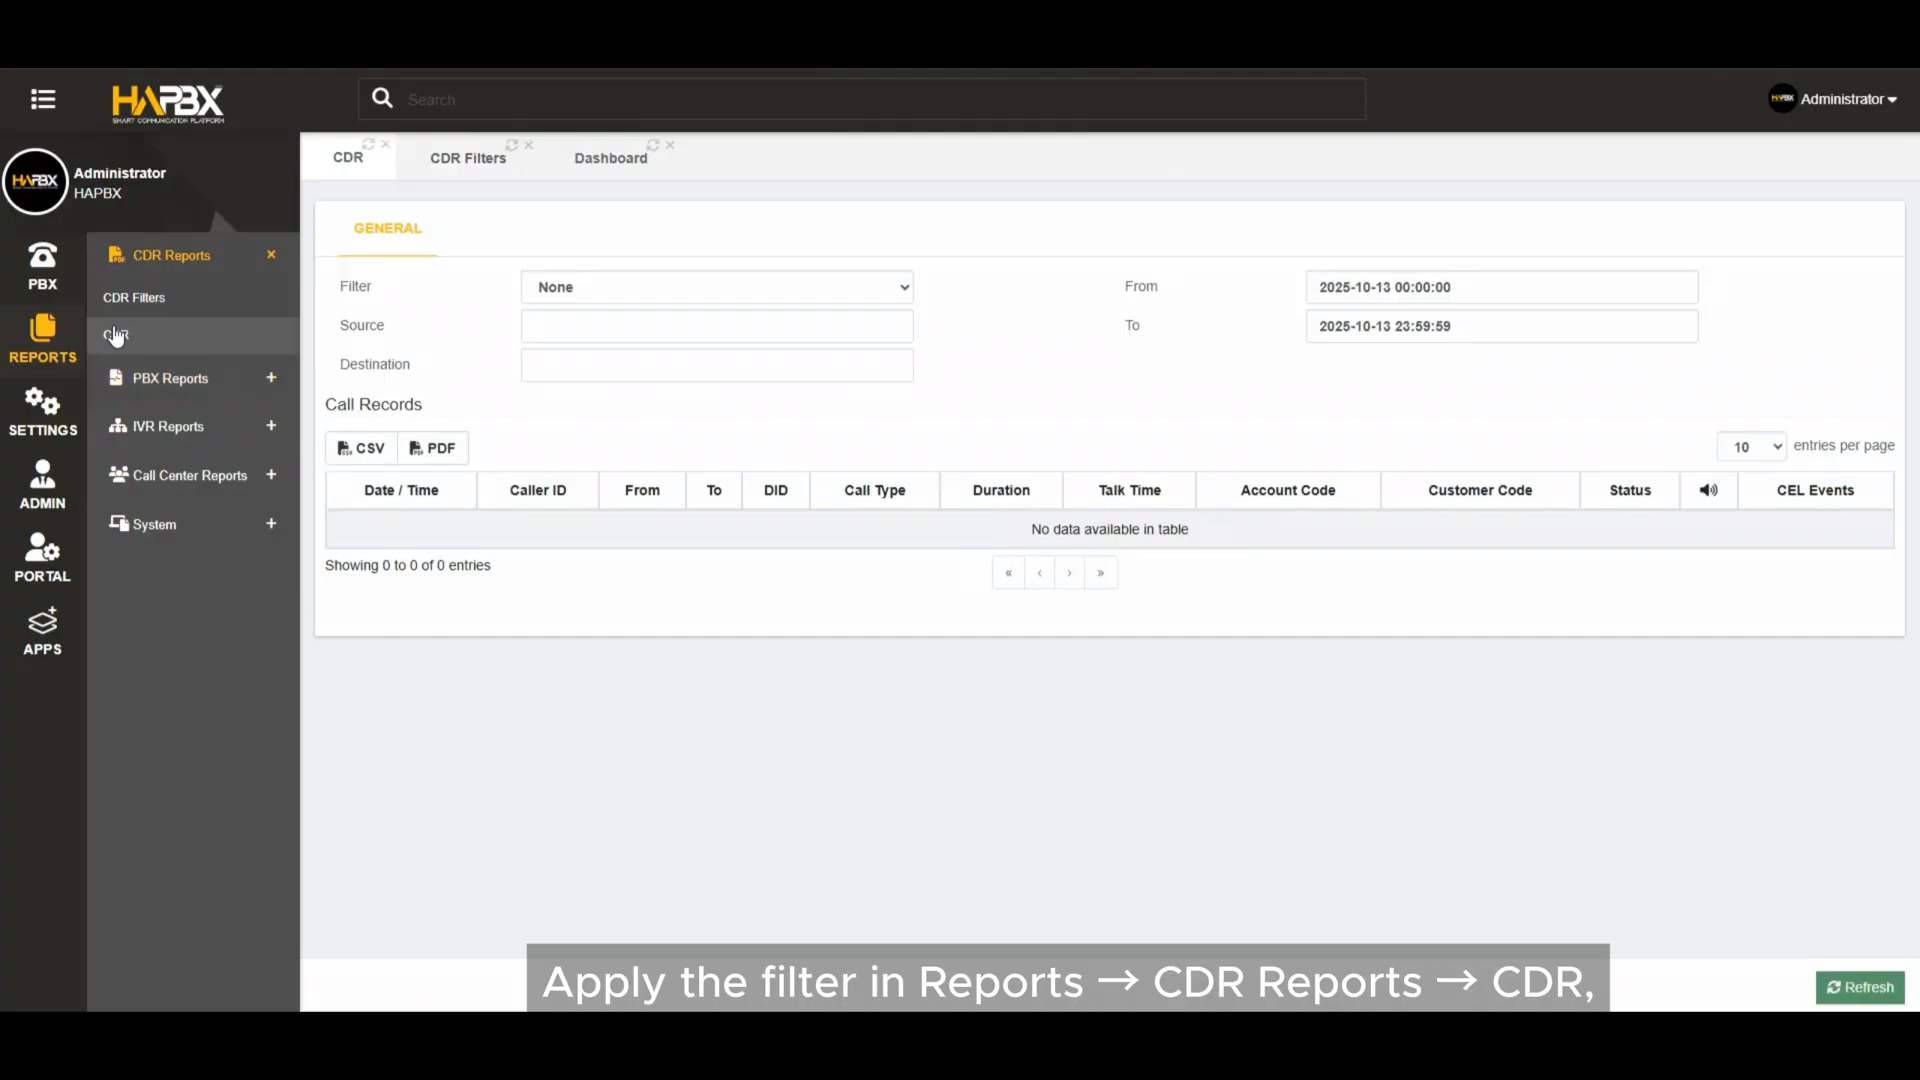 HAPBX
SMART COMMUNICATION PLATFORM
Search
HAPBX
Administrator
HAPBX
Administrator
HAPBX
PBX
REPORTS
SETTINGS
ADMIN
PORTAL
APPS
CDR Reports
CDR Filters
PBX Reports
IVR Reports
Call Center Reports
System
CDR
CDR Filters
Dashboard
GENERAL
Filter
None
From
2025-10-13 00:00:00
Source
To
2025-10-13 23:59:59
Destination
Call Records
CSV
PDF
10
entries per page
Date / Time
Caller ID
From
To
DID
Call Type
Duration
Talk Time
Account Code
Customer Code
Status
CEL Events
No data available in table
Showing 0 to 0 of 0 entries
« ‹ › »
Apply the filter in Reports → CDR Reports → CDR,
Refresh